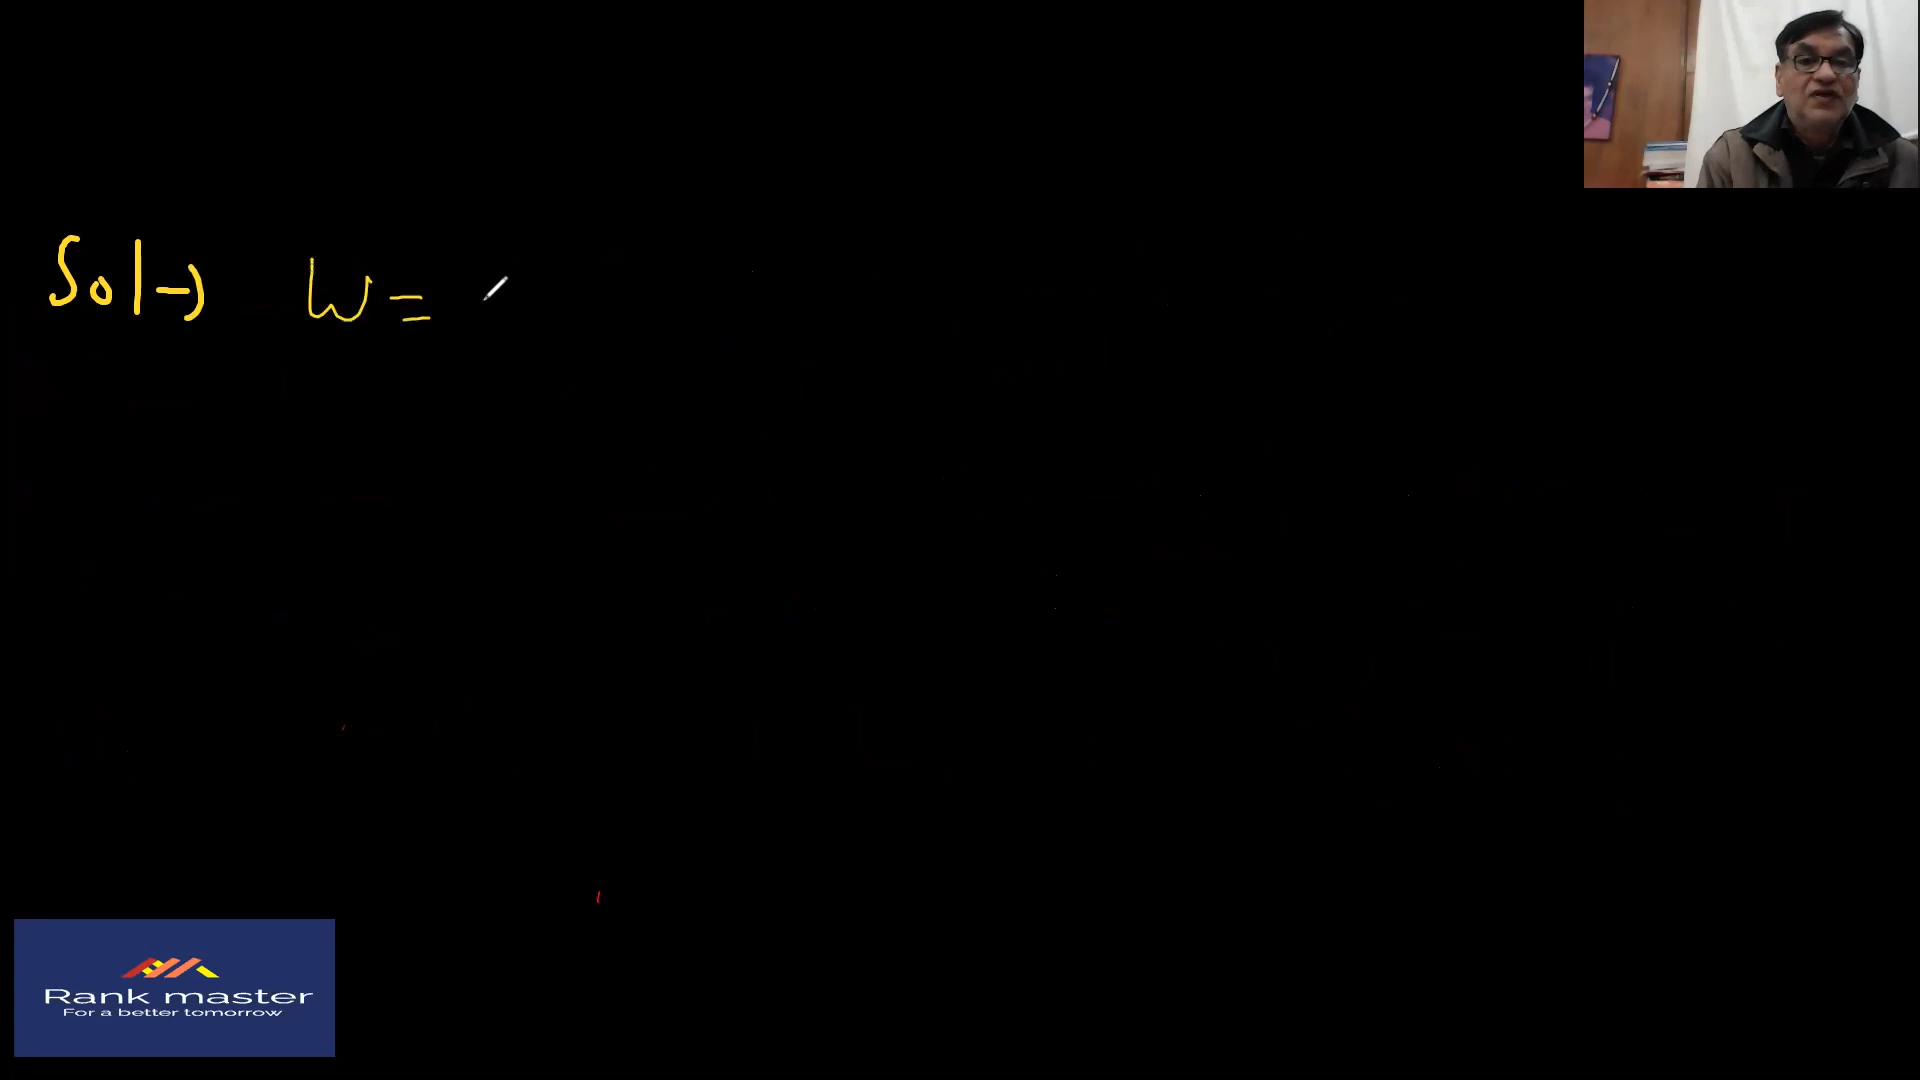 Sol→ W =
Rank master
For a better tomorrow